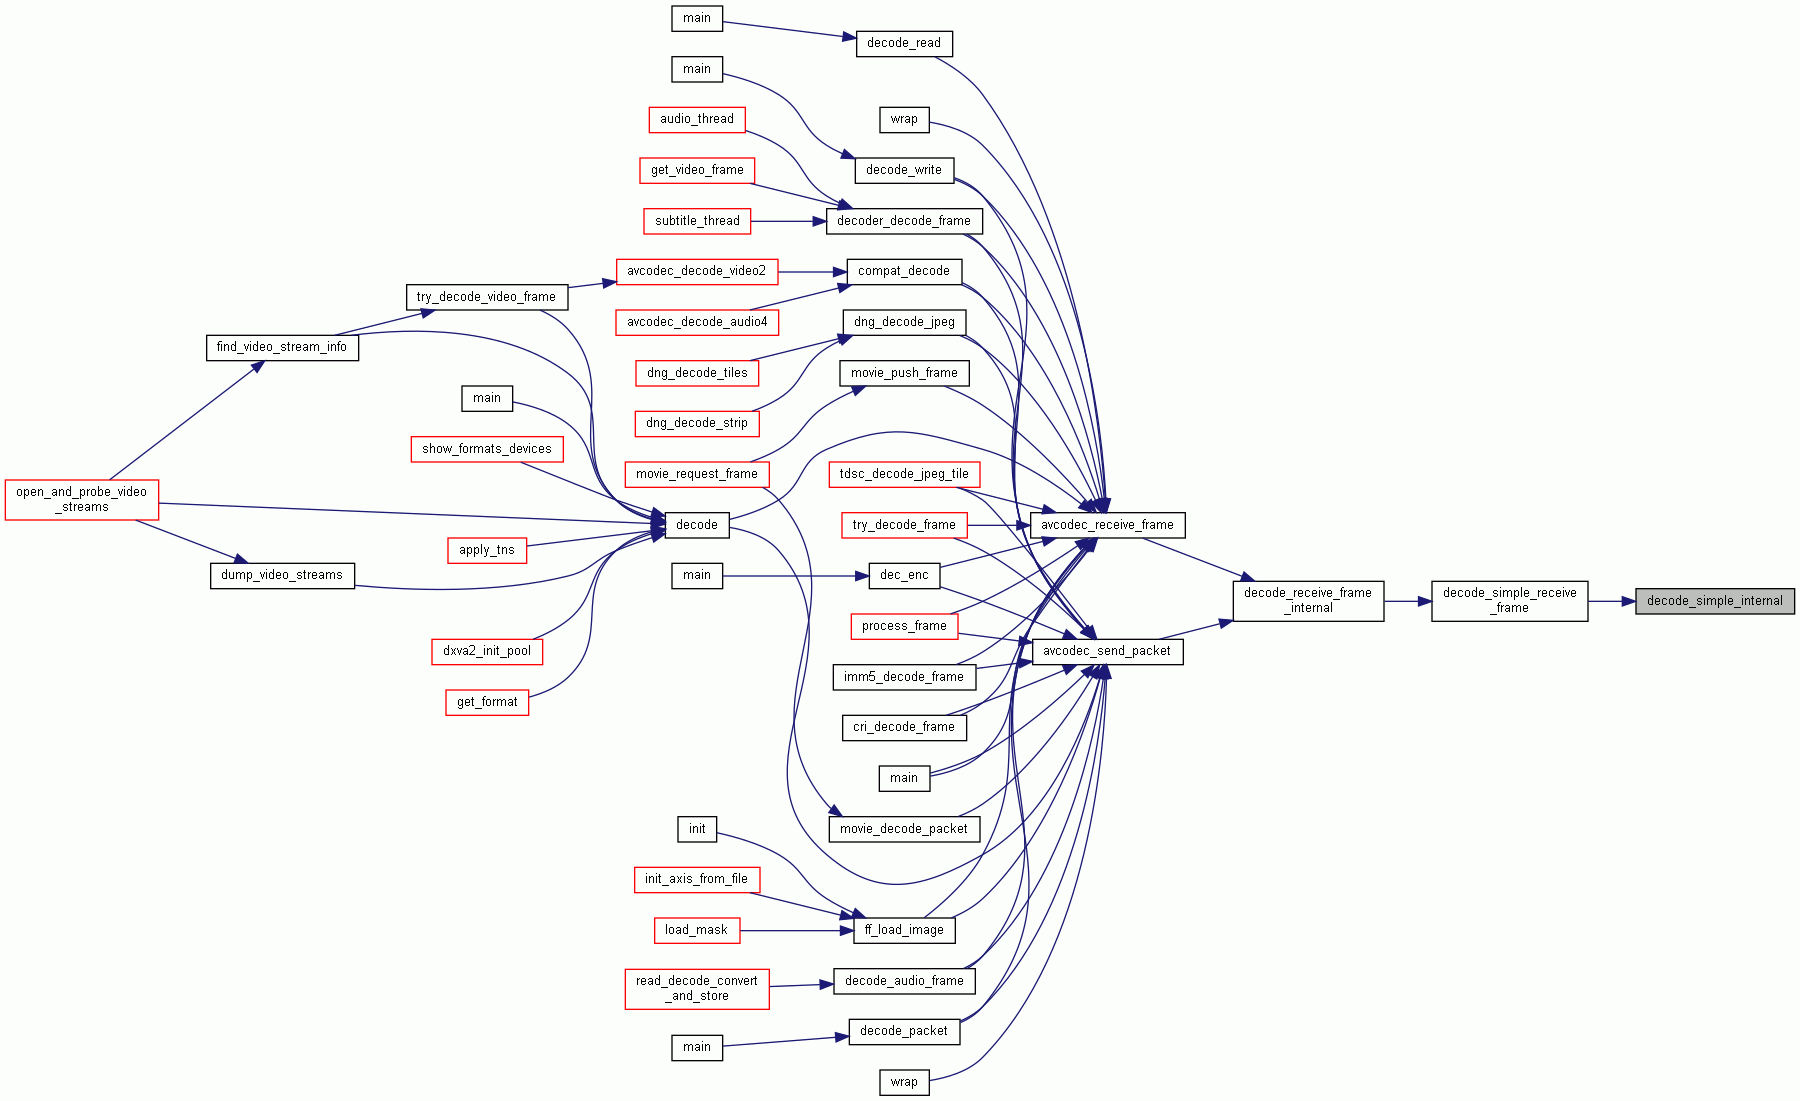 main
decode_read
main
wrap
audio_thread
decode_write
get_video_frame
decoder_decode_frame
subtitle_thread
avcodec_decode_video2
compat_decode
try_decode_video_frame
avcodec_decode_audio4
dng_decode_jpeg
find_video_stream_info
dng_decode_tiles
movie_push_frame
main
dng_decode_strip
show_formats_devices
movie_request_frame
tdsc_decode_jpeg_tile
open_and_probe_video
_streams
decode
try_decode_frame
avcodec_receive_frame
apply_tns
dump_video_streams
main
dec_enc
decode_receive_frame
_internal
decode_simple_receive
_frame
decode_simple_internal
process_frame
dxva2_init_pool
avcodec_send_packet
imm5_decode_frame
get_format
cri_decode_frame
main
init
movie_decode_packet
init_axis_from_file
load_mask
ff_load_image
read_decode_convert
_and_store
decode_audio_frame
main
decode_packet
wrap